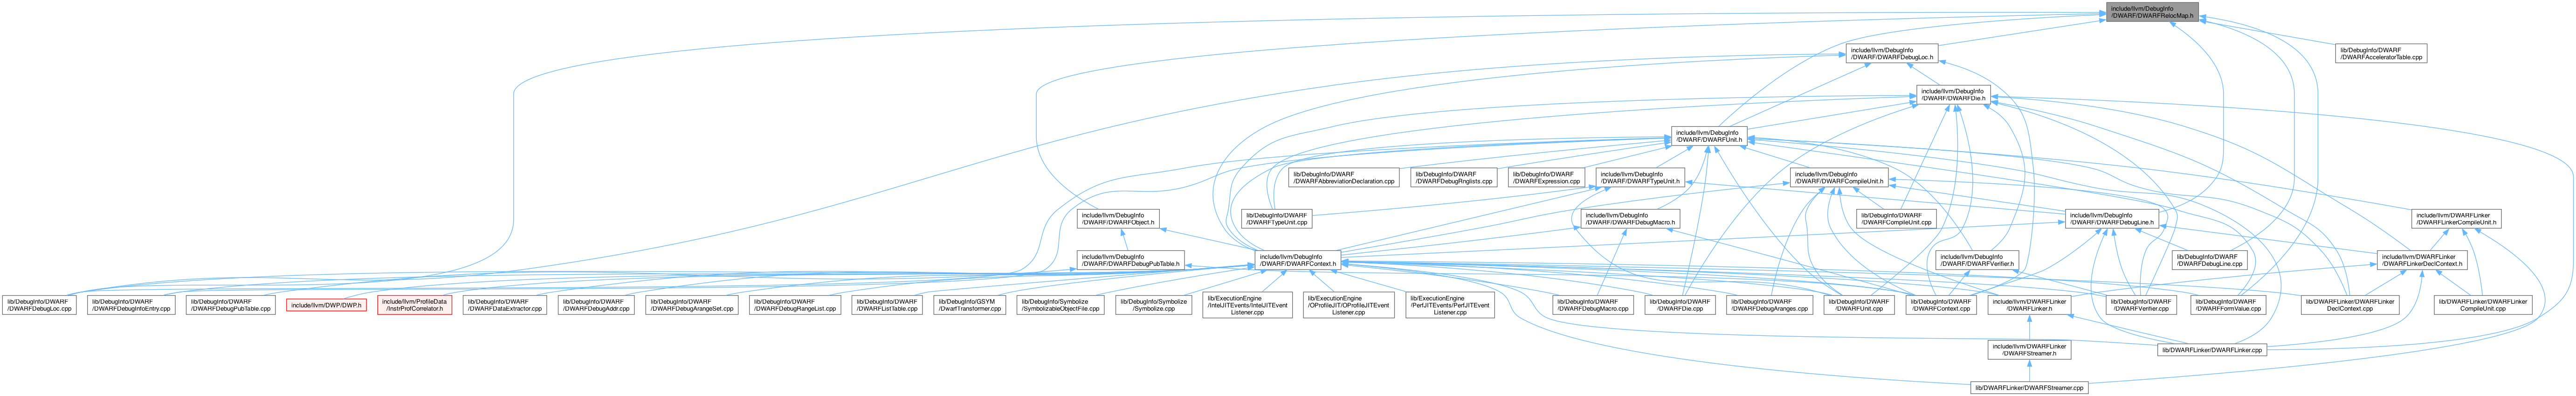 include/llvm/DebugInfo
/DWARF/DWARFRelocMap.h
include/llvm/DebugInfo
/DWARF/DWARFDebugLoc.h
lib/DebugInfo/DWARF
/DWARFAcceleratorTable.cpp
include/llvm/DebugInfo
/DWARF/DWARFDie.h
include/llvm/DebugInfo
/DWARF/DWARFUnit.h
lib/DebugInfo/DWARF
/DWARFAbbreviationDeclaration.cpp
lib/DebugInfo/DWARF
/DWARFDebugRnglists.cpp
lib/DebugInfo/DWARF
/DWARFExpression.cpp
include/llvm/DebugInfo
/DWARF/DWARFTypeUnit.h
include/llvm/DebugInfo
/DWARF/DWARFCompileUnit.h
include/llvm/DebugInfo
/DWARF/DWARFObject.h
lib/DebugInfo/DWARF
/DWARFTypeUnit.cpp
include/llvm/DebugInfo
/DWARF/DWARFDebugMacro.h
lib/DebugInfo/DWARF
/DWARFCompileUnit.cpp
include/llvm/DebugInfo
/DWARF/DWARFDebugLine.h
include/llvm/DWARFLinker
/DWARFLinkerCompileUnit.h
include/llvm/DebugInfo
/DWARF/DWARFDebugPubTable.h
include/llvm/DebugInfo
/DWARF/DWARFContext.h
include/llvm/DebugInfo
/DWARF/DWARFVerifier.h
lib/DebugInfo/DWARF
/DWARFDebugLine.cpp
include/llvm/DWARFLinker
/DWARFLinkerDeclContext.h
lib/DebugInfo/DWARF
/DWARFDebugLoc.cpp
lib/DebugInfo/DWARF
/DWARFDebugInfoEntry.cpp
lib/DebugInfo/DWARF
/DWARFDebugPubTable.cpp
include/llvm/DWP/DWP.h
include/llvm/ProfileData
/InstrProfCorrelator.h
lib/DebugInfo/DWARF
/DWARFDataExtractor.cpp
lib/DebugInfo/DWARF
/DWARFDebugAddr.cpp
lib/DebugInfo/DWARF
/DWARFDebugArangeSet.cpp
lib/DebugInfo/DWARF
/DWARFDebugRangeList.cpp
lib/DebugInfo/DWARF
/DWARFListTable.cpp
lib/DebugInfo/GSYM
/DwarfTransformer.cpp
lib/DebugInfo/Symbolize
/SymbolizableObjectFile.cpp
lib/DebugInfo/Symbolize
/Symbolize.cpp
lib/ExecutionEngine
/IntelJITEvents/IntelJITEvent
Listener.cpp
lib/ExecutionEngine
/OProfileJIT/OProfileJITEvent
Listener.cpp
lib/ExecutionEngine
/PerfJITEvents/PerfJITEvent
Listener.cpp
lib/DebugInfo/DWARF
/DWARFDebugMacro.cpp
lib/DebugInfo/DWARF
/DWARFDie.cpp
lib/DebugInfo/DWARF
/DWARFDebugAranges.cpp
lib/DebugInfo/DWARF
/DWARFUnit.cpp
lib/DebugInfo/DWARF
/DWARFContext.cpp
include/llvm/DWARFLinker
/DWARFLinker.h
lib/DebugInfo/DWARF
/DWARFVerifier.cpp
lib/DebugInfo/DWARF
/DWARFFormValue.cpp
lib/DWARFLinker/DWARFLinker
DeclContext.cpp
lib/DWARFLinker/DWARFLinker
CompileUnit.cpp
include/llvm/DWARFLinker
/DWARFStreamer.h
lib/DWARFLinker/DWARFLinker.cpp
lib/DWARFLinker/DWARFStreamer.cpp